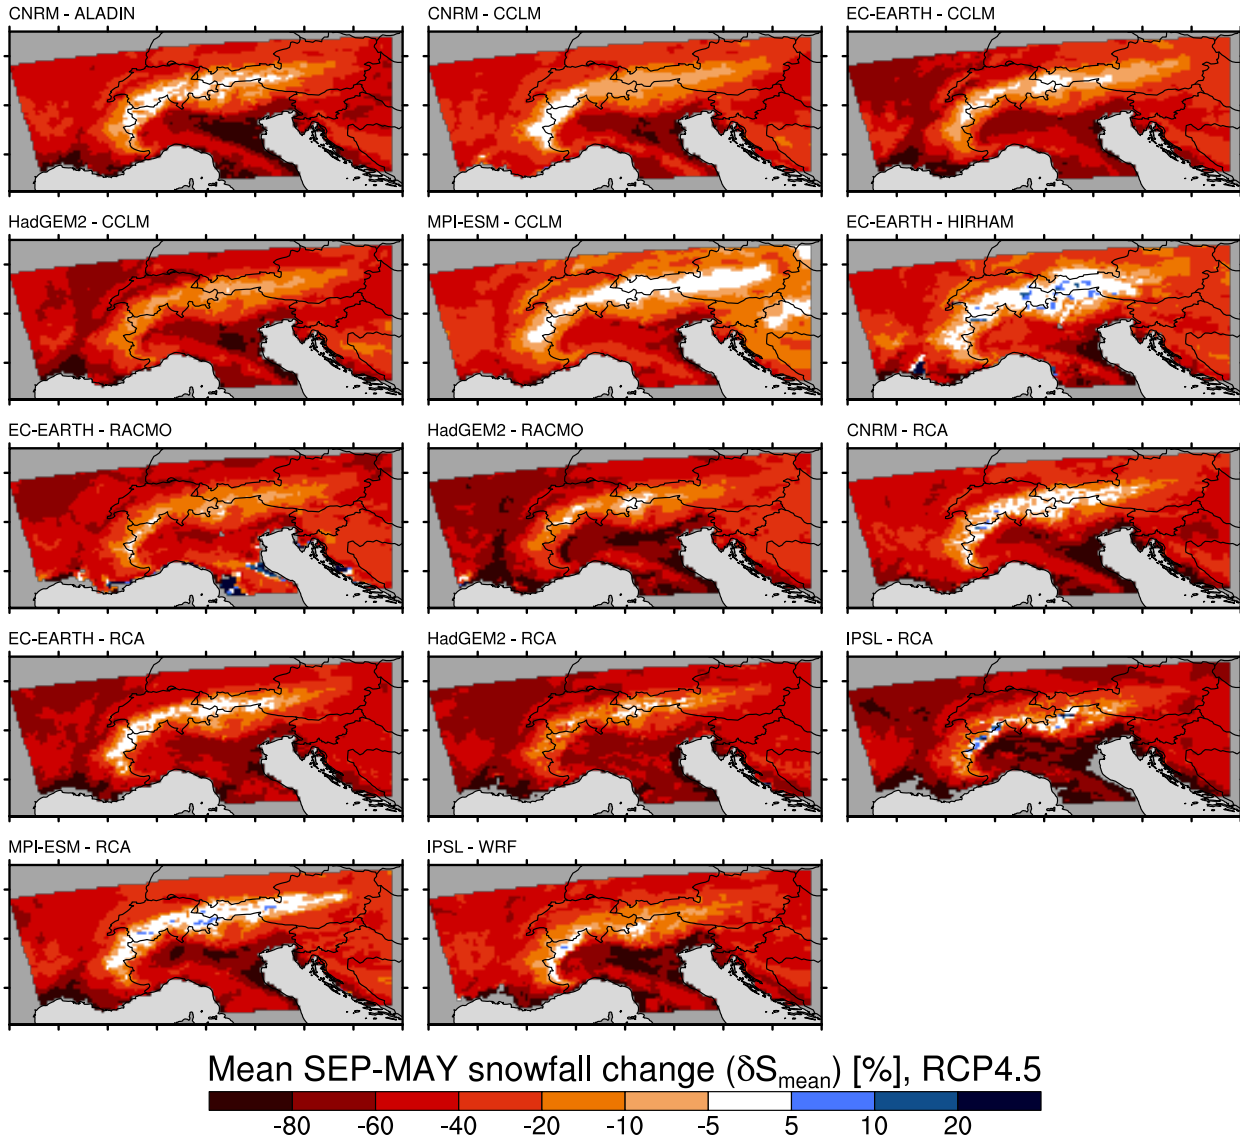 CNRM - ALADIN
CNRM - CCLM
EC-EARTH - CCLM
HadGEM2 - CCLM
MPI-ESM - CCLM
EC-EARTH - HIRHAM
EC-EARTH - RACMO
HadGEM2 - RACMO
CNRM - RCA
EC-EARTH - RCA
HadGEM2 - RCA
IPSL - RCA
MPI-ESM - RCA
IPSL - WRF
Mean SEP-MAY snowfall change (δSmean) [%], RCP4.5
-80 -60 -40 -20 -10 -5 5 10 20